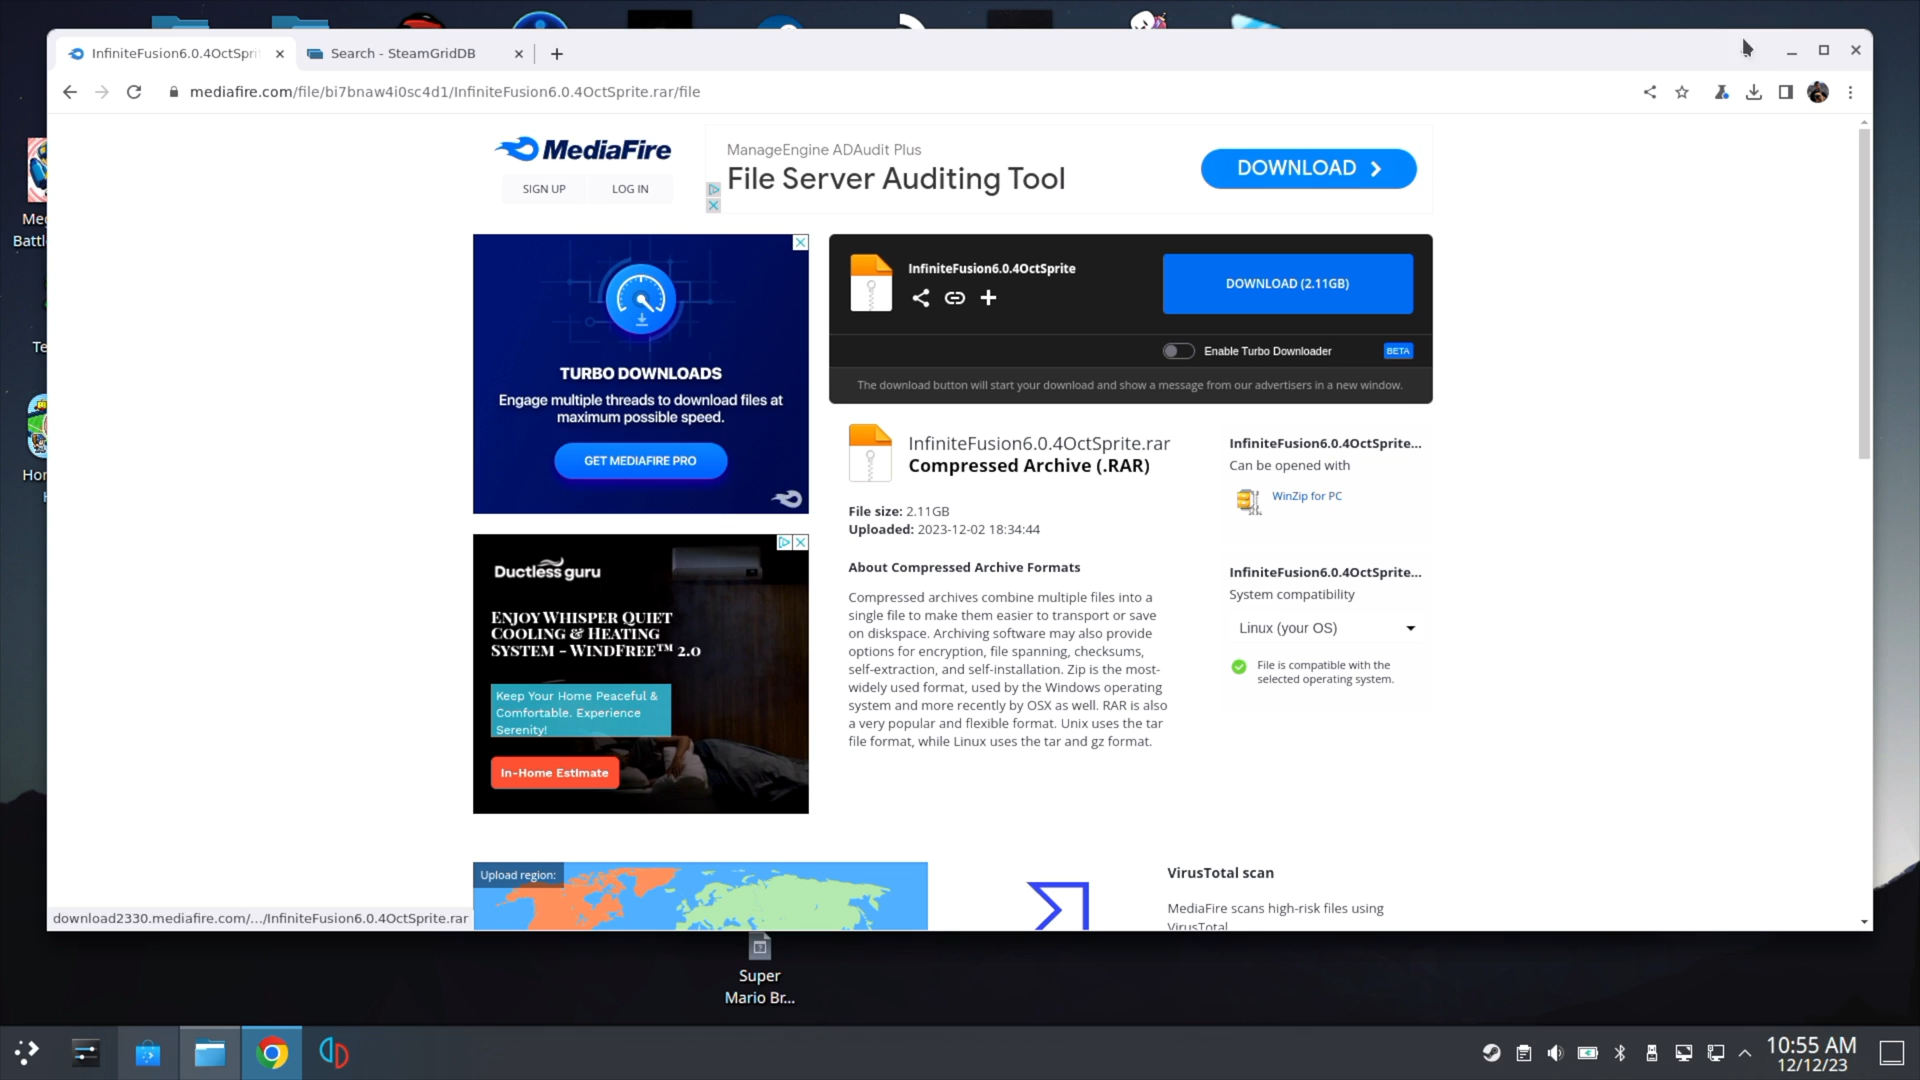 InfiniteFusion6.0.4OctSpri
Search - SteamGridDB
mediafire.com/file/bi7bnaw4i0sc4d1/InfiniteFusion6.0.4OctSprite.rar/file
MediaFire
SIGN UP
LOG IN
ManageEngine ADAudit Plus
File Server Auditing Tool
DOWNLOAD
TURBO DOWNLOADS
Engage multiple threads to download files at
maximum possible speed.
GET MEDIAFIRE PRO
InfiniteFusion6.0.4OctSprite
DOWNLOAD (2.11GB)
Enable Turbo Downloader
BETA
The download button will start your download and show a message from our advertisers in a new window.
InfiniteFusion6.0.4OctSprite.rar
Compressed Archive (.RAR)
File size: 2.11GB
Uploaded: 2023-12-02 18:34:44
About Compressed Archive Formats
Compressed archives combine multiple files into a
single file to make them easier to transport or save
on diskspace. Archiving software may also provide
options for encryption, file spanning, checksums,
self-extraction, and self-installation. Zip is the most-
widely used format, used by the Windows operating
system and more recently by OSX as well. RAR is also
a very popular and flexible format. Unix uses the tar
file format, while Linux uses the tar and gz format.
InfiniteFusion6.0.4OctSprite...
Can be opened with
WinZip for PC
InfiniteFusion6.0.4OctSprite...
System compatibility
Linux (your OS)
File is compatible with the
selected operating system.
Ductless guru
ENJOY WHISPER QUIET
COOLING & HEATING
SYSTEM - WINDFREE™ 2.0
Keep Your Home Peaceful &
Comfortable. Experience
Serenity!
In-Home Estimate
Upload region:
VirusTotal scan
MediaFire scans high-risk files using
VirusTotal
download2330.mediafire.com/.../InfiniteFusion6.0.4OctSprite.rar
Meg
Battl
Te
Hor
Super
Mario Br...
10:55 AM
12/12/23